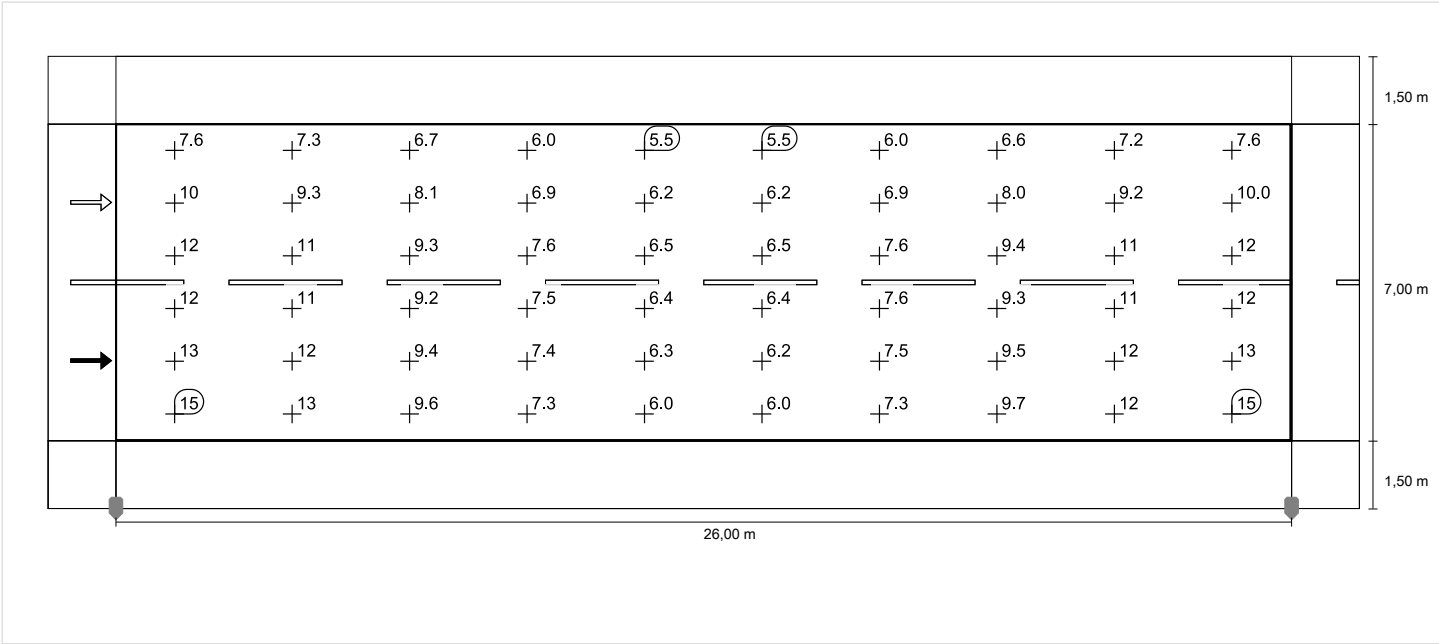 1,50 m
7.6 7.3 6.7 6.0 5.5 5.5 6.0 6.6 7.2 7.6
10 9.3 8.1 6.9 6.2 6.2 6.9 8.0 9.2 10.0
12 11 9.3 7.6 6.5 6.5 7.6 9.4 11 12
7,00 m
12 11 9.2 7.5 6.4 6.4 7.6 9.3 11 12
13 12 9.4 7.4 6.3 6.2 7.5 9.5 12 13
15 13 9.6 7.3 6.0 6.0 7.3 9.7 12 15
1,50 m
26,00 m